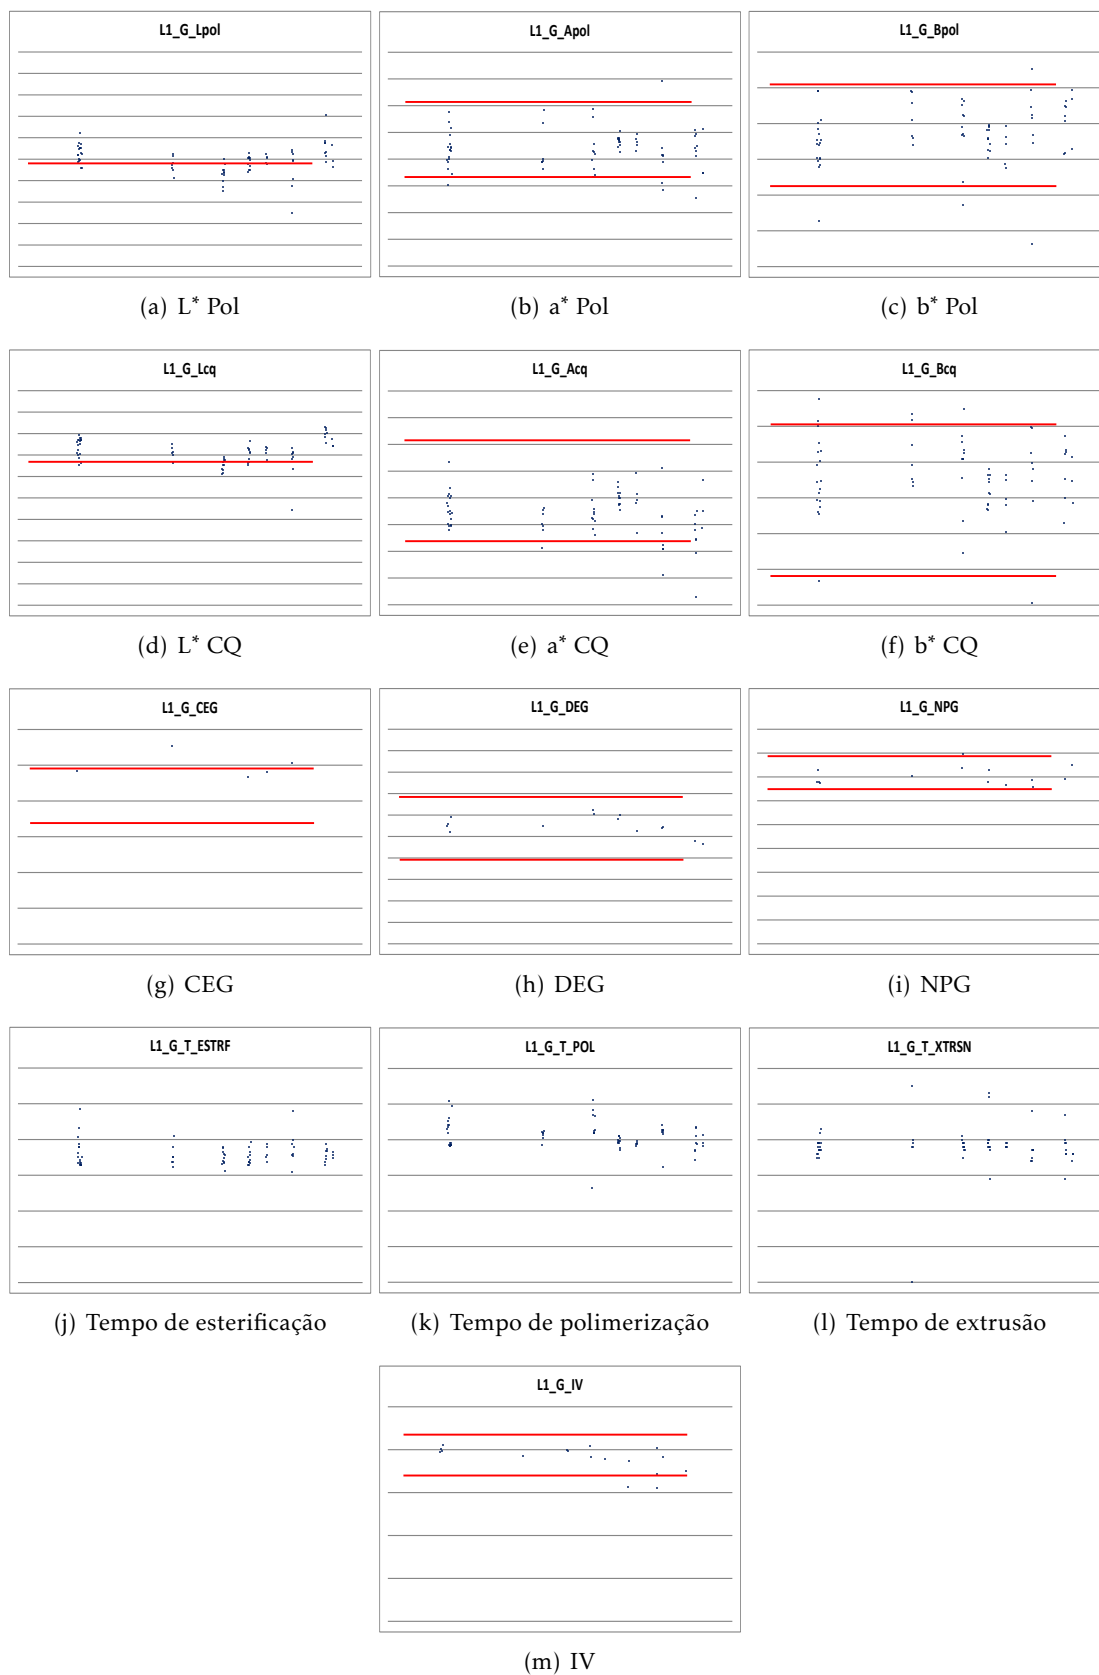 L1_G_Lpol
L1_G_Apol
L1_G_Bpol
(a) L* Pol
(b) a* Pol
(c) b* Pol
L1_G_Lcq
L1_G_Acq
L1_G_Bcq
(d) L* CQ
(e) a* CQ
(f) b* CQ
L1_G_CEG
L1_G_DEG
L1_G_NPG
(g) CEG
(h) DEG
(i) NPG
L1_G_T_ESTRF
L1_G_T_POL
L1_G_T_XTRSN
(j) Tempo de esterificação
(k) Tempo de polimerização
(l) Tempo de extrusão
L1_G_IV
(m) IV